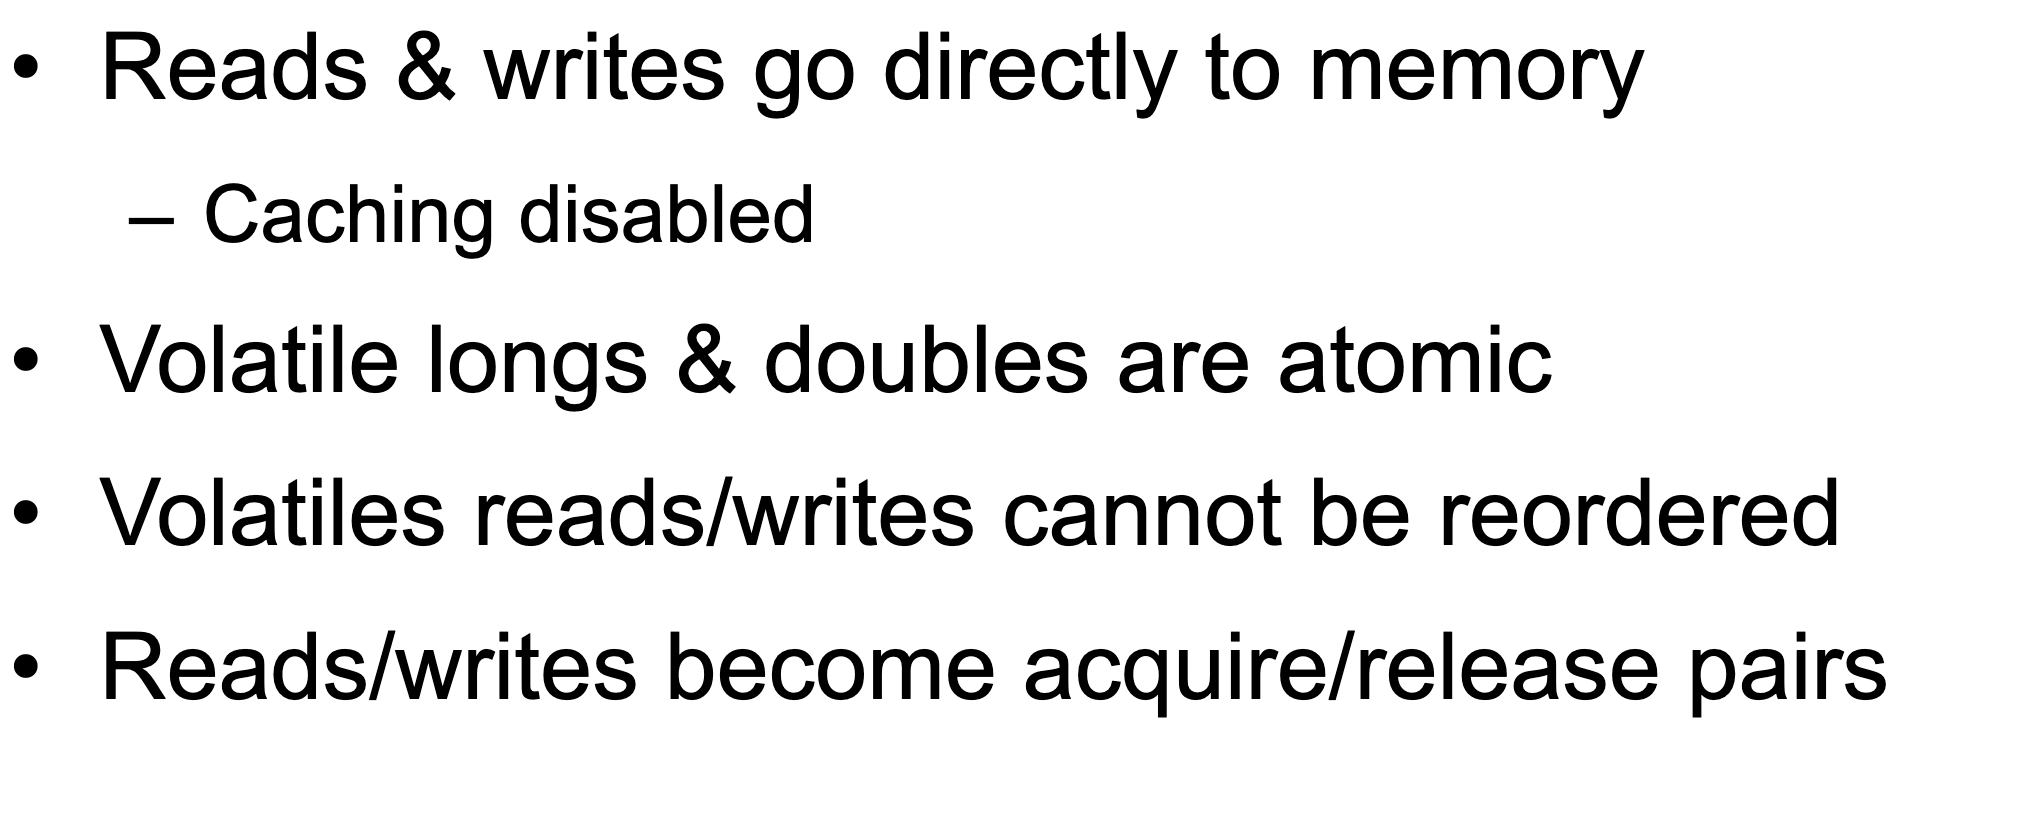 • Reads & writes go directly to memory
– Caching disabled
• Volatile longs & doubles are atomic
• Volatiles reads/writes cannot be reordered
• Reads/writes become acquire/release pairs